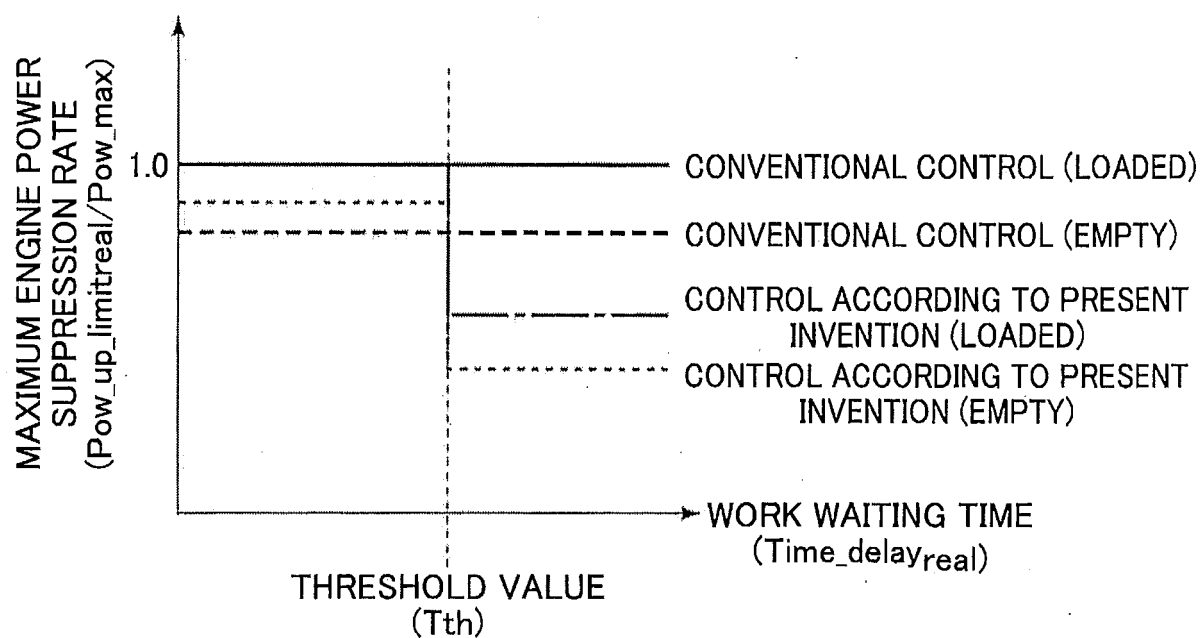 MAXIMUM ENGINE POWER
SUPPRESSION RATE
(Pow_up_limitreal/Pow_max)
1.0
CONVENTIONAL CONTROL (LOADED)
CONVENTIONAL CONTROL (EMPTY)
CONTROL ACCORDING TO PRESENT
INVENTION (LOADED)
CONTROL ACCORDING TO PRESENT
INVENTION (EMPTY)
WORK WAITING TIME
(Time_delayreal)
THRESHOLD VALUE
(Tth)